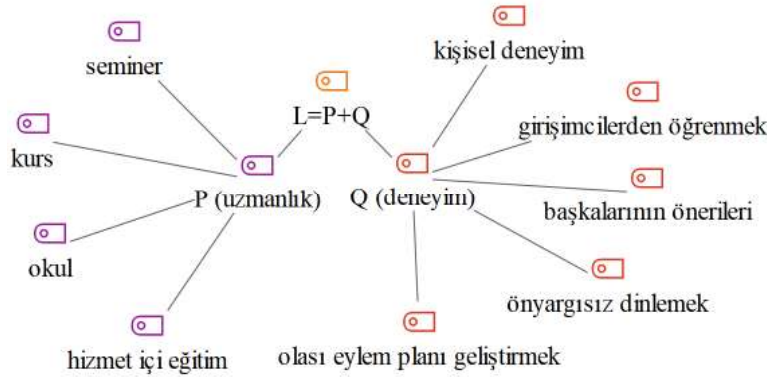 seminer
kişisel deneyim
L=P+Q
girişimcilerden öğrenmek
kurs
P (uzmanlık)
Q (deneyim)
başkalarının önerileri
okul
önyargısız dinlemek
hizmet içi eğitim
olası eylem planı geliştirmek